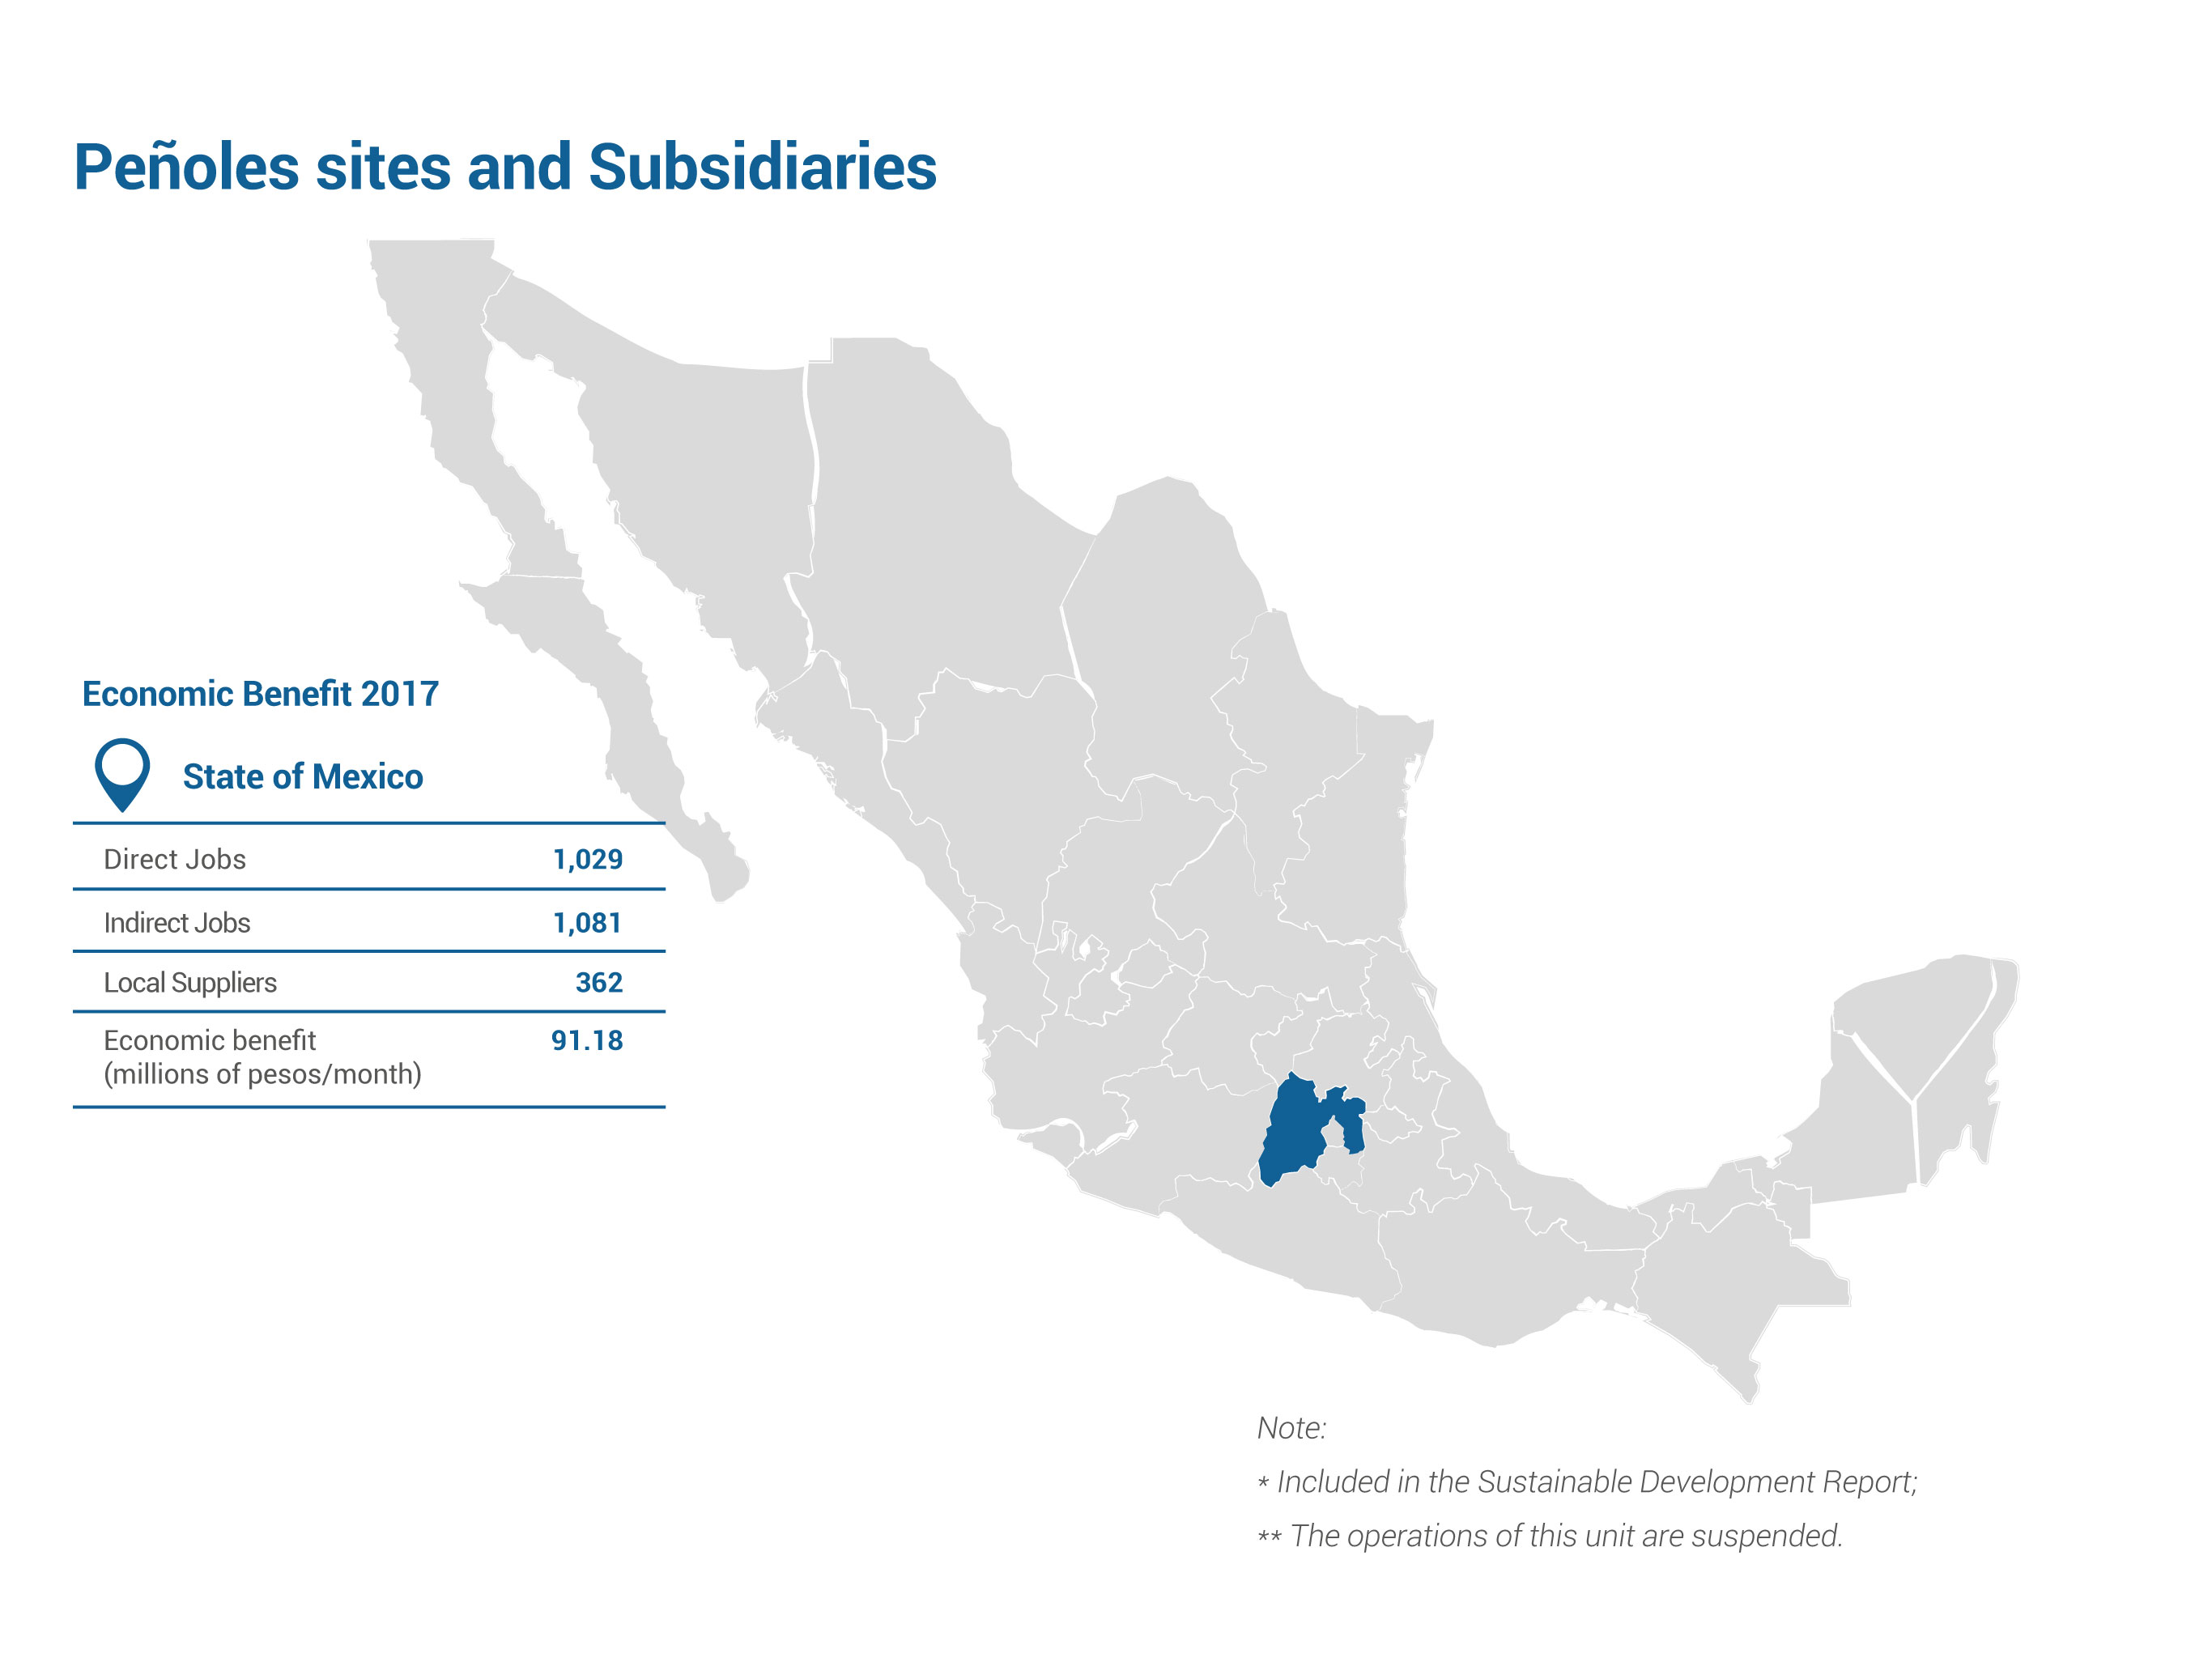 Peñoles sites and Subsidiaries
Economic Benefit 2017
State of Mexico
Direct Jobs 1,029
Indirect Jobs 1,081
Local Suppliers 362
Economic benefit 91.18
(millions of pesos/month)
Note:
* Included in the Sustainable Development Report;
** The operations of this unit are suspended.